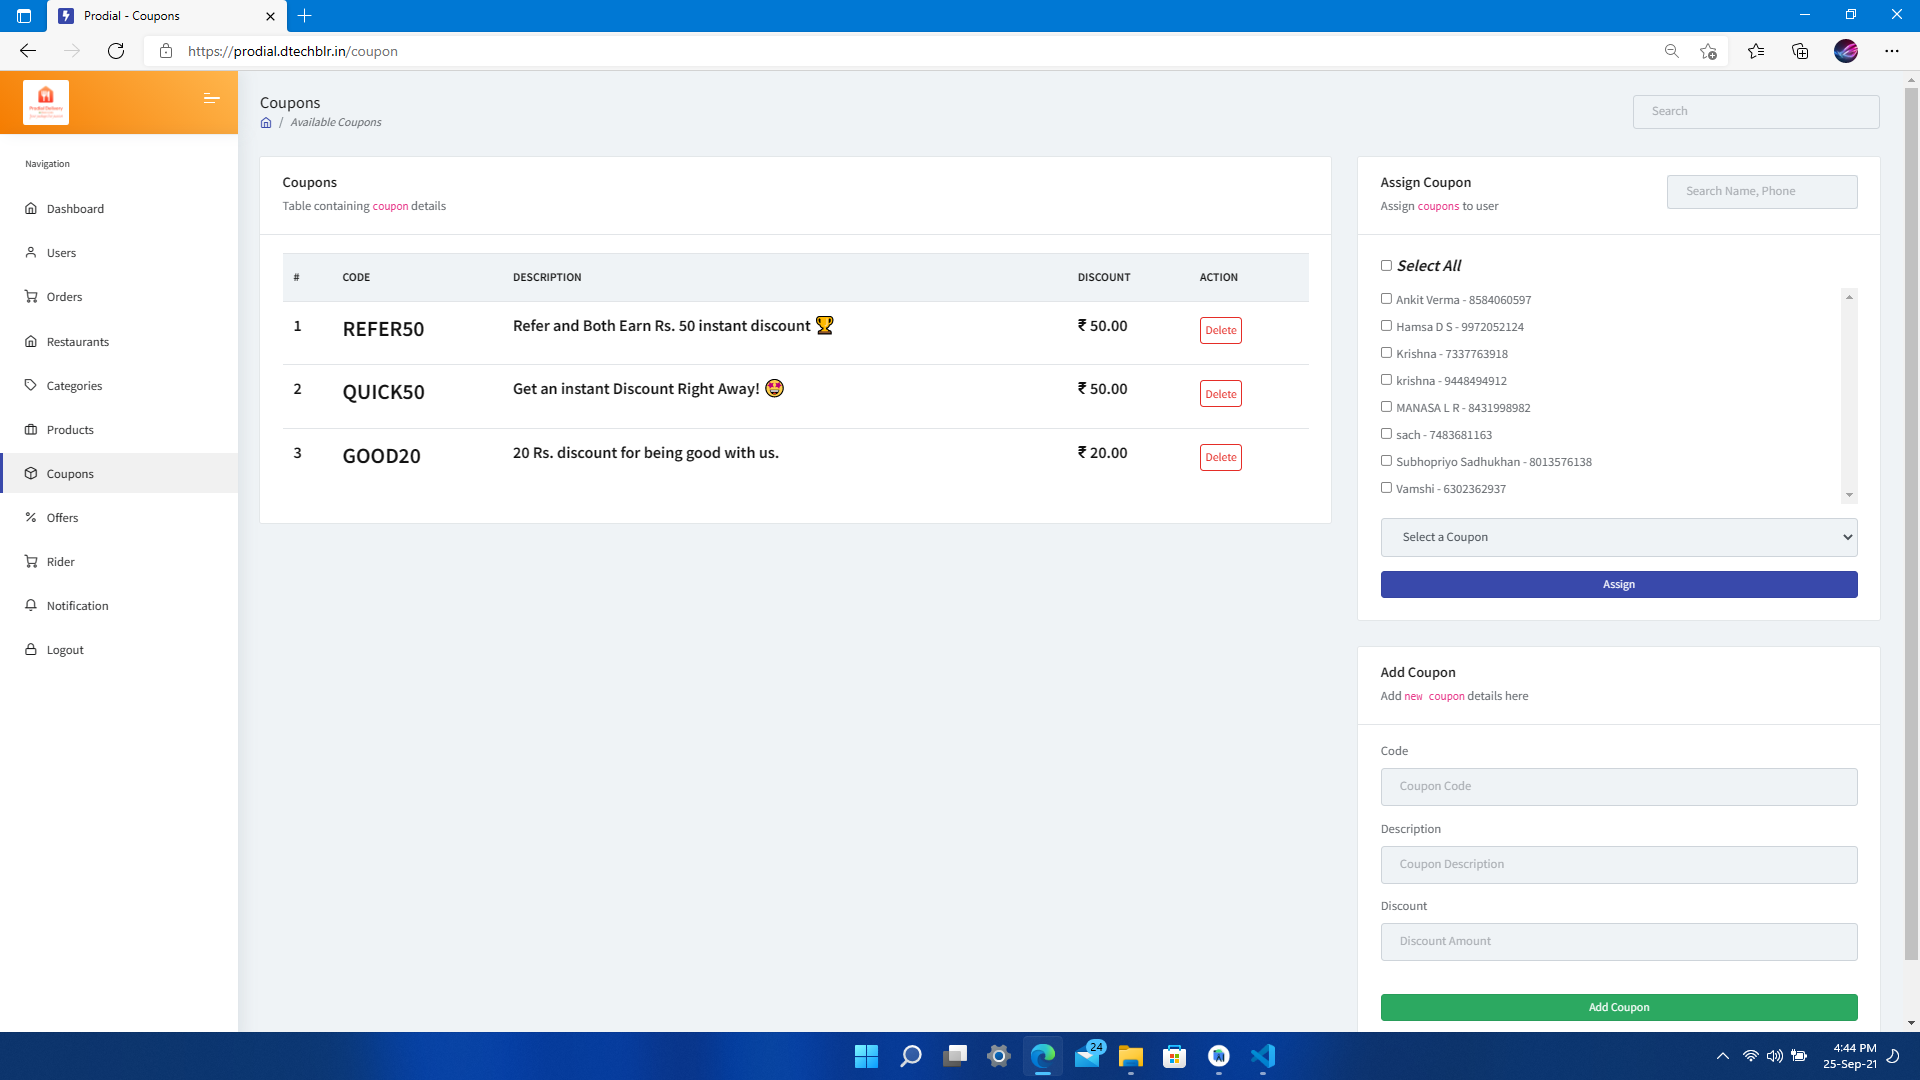 Prodial - Coupons
https://prodial.dtechblr.in/coupon
Navigation
Dashboard
Users
Orders
Restaurants
Categories
Products
Coupons
Offers
Rider
Notification
Logout
Coupons
/ Available Coupons
Search
Coupons
Table containing coupon details
# CODE DESCRIPTION DISCOUNT ACTION
1 REFER50 Refer and Both Earn Rs. 50 instant discount 🏆 ₹ 50.00 Delete
2 QUICK50 Get an instant Discount Right Away! 🤩 ₹ 50.00 Delete
3 GOOD20 20 Rs. discount for being good with us. ₹ 20.00 Delete
Assign Coupon
Assign coupons to user
Search Name, Phone
Select All
Ankit Verma - 8584060597
Hamsa D S - 9972052124
Krishna - 7337763918
krishna - 9448494912
MANASA L R - 8431998982
sach - 7483681163
Subhopriyo Sadhukhan - 8013576138
Vamshi - 6302362937
Select a Coupon
Assign
Add Coupon
Add new coupon details here
Code
Coupon Code
Description
Coupon Description
Discount
Discount Amount
Add Coupon
24
4:44 PM
25-Sep-21